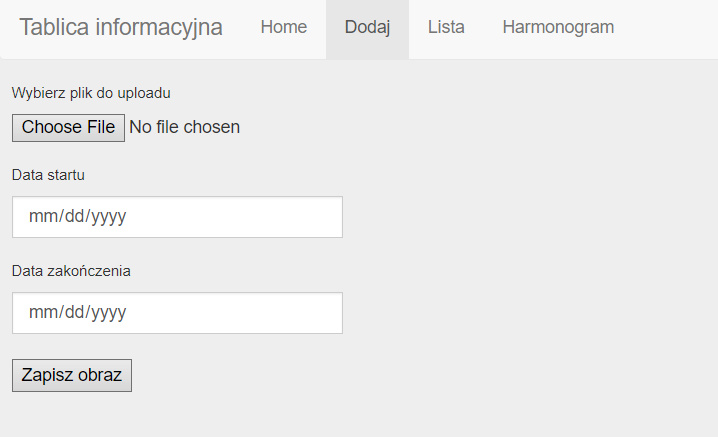 Tablica informacyjna Home Dodaj Lista Harmonogram
Wybierz plik do uploadu
Choose File No file chosen
Data startu
mm/dd/yyyy
Data zakończenia
mm/dd/yyyy
Zapisz obraz